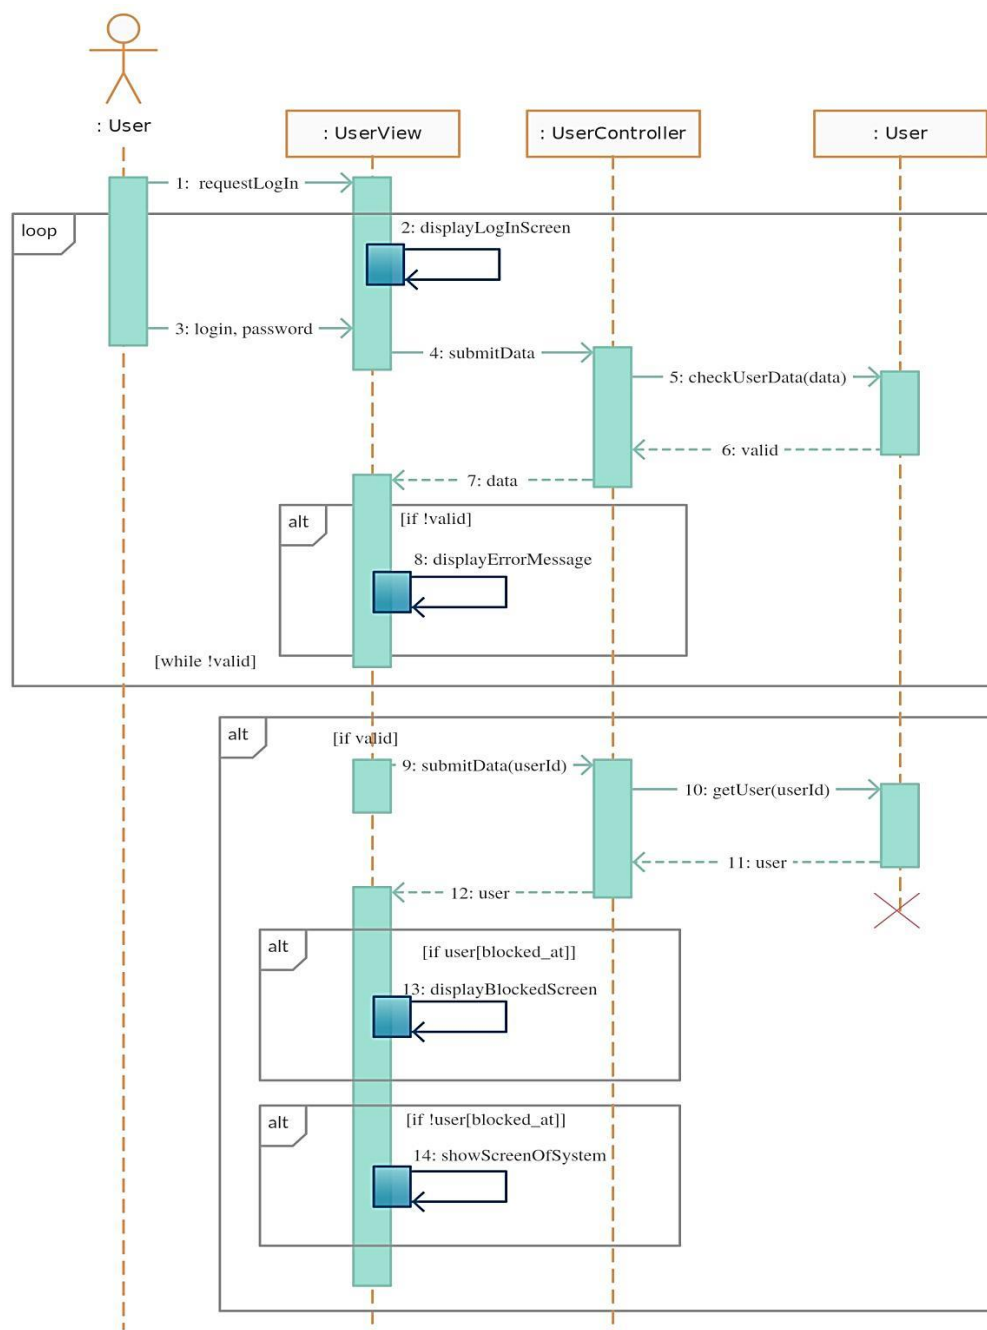 : User
: UserView
: UserController
: User
1: requestLogIn
loop
2: displayLogInScreen
3: login, password
4: submitData
5: checkUserData(data)
6: valid
7: data
alt
[if !valid]
8: displayErrorMessage
[while !valid]
alt
[if valid]
9: submitData(userId)
10: getUser(userId)
11: user
12: user
alt
[if user[blocked_at]]
13: displayBlockedScreen
alt
[if !user[blocked_at]]
14: showScreenOfSystem